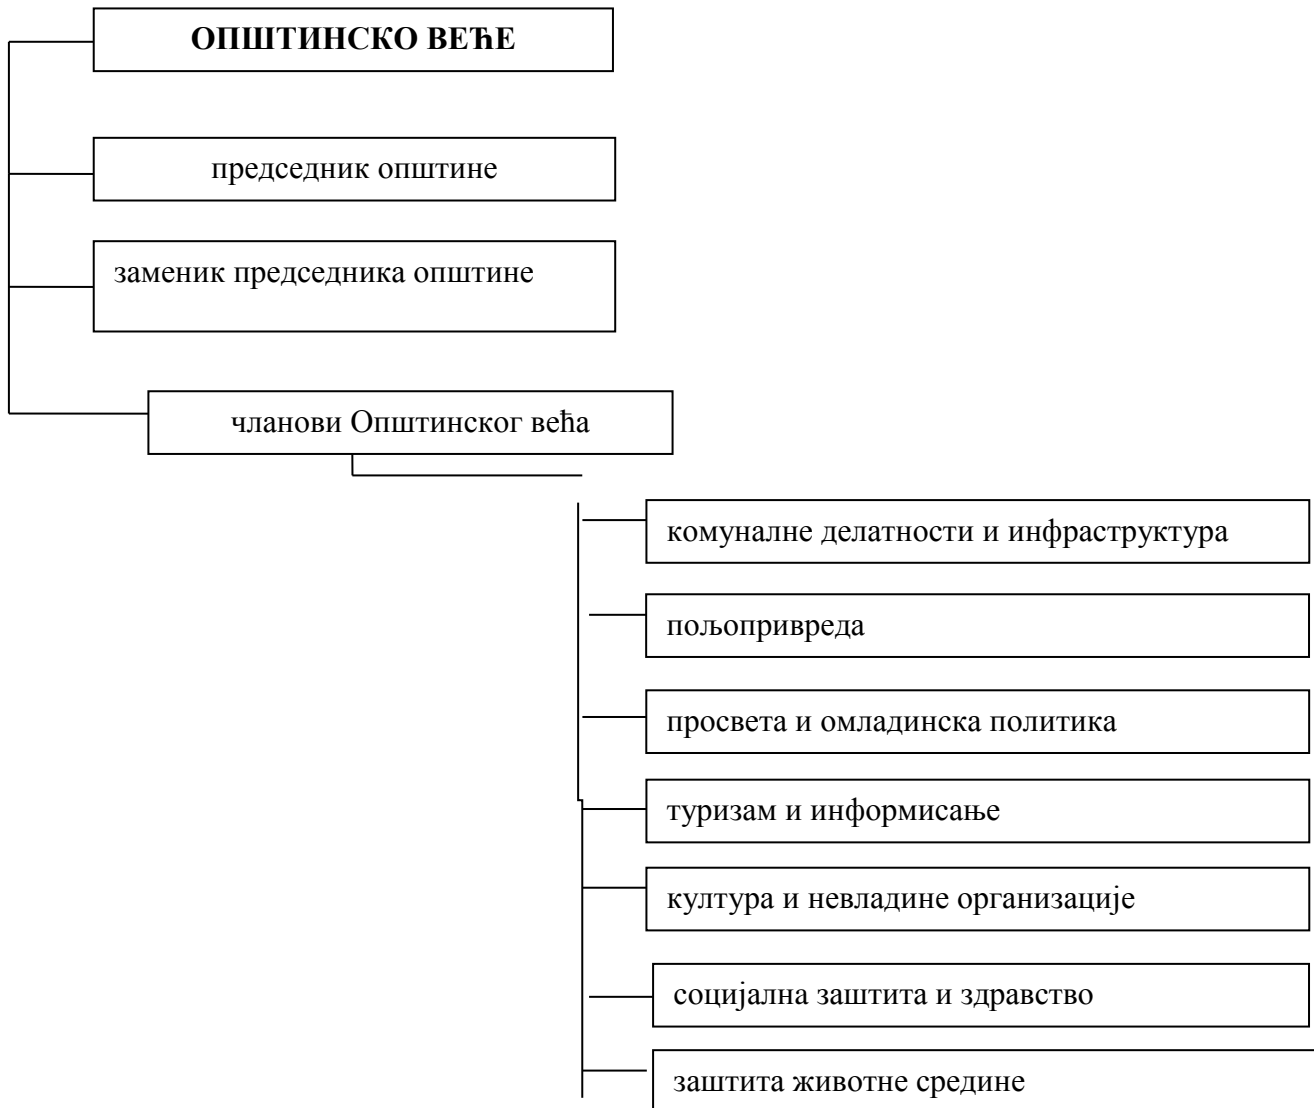 ОПШТИНСКО ВЕЋЕ
председник општине
заменик председника општине
чланови Општинског већа
комуналне делатности и инфраструктура
пољопривреда
просвета и омладинска политика
туризам и информисање
култура и невладине организације
социјална заштита и здравство
заштита животне средине